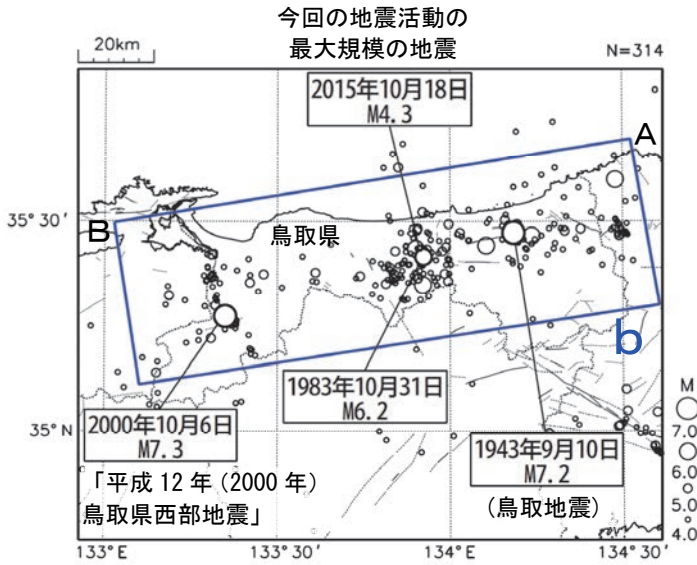 今回の地震活動の
最大規模の地震
20km
N=314
2015年10月18日
M4.3
A
35° 30'
B
鳥取県
b
1983年10月31日
M6.2
2000年10月6日
M7.3
35° N
1943年9月10日
M7.2
(鳥取地震)
「平成 12 年 (2000 年)
鳥取県西部地震」
M
7.0
6.0
5.0
4.0
133°E
133° 30'
134°E
134° 30'